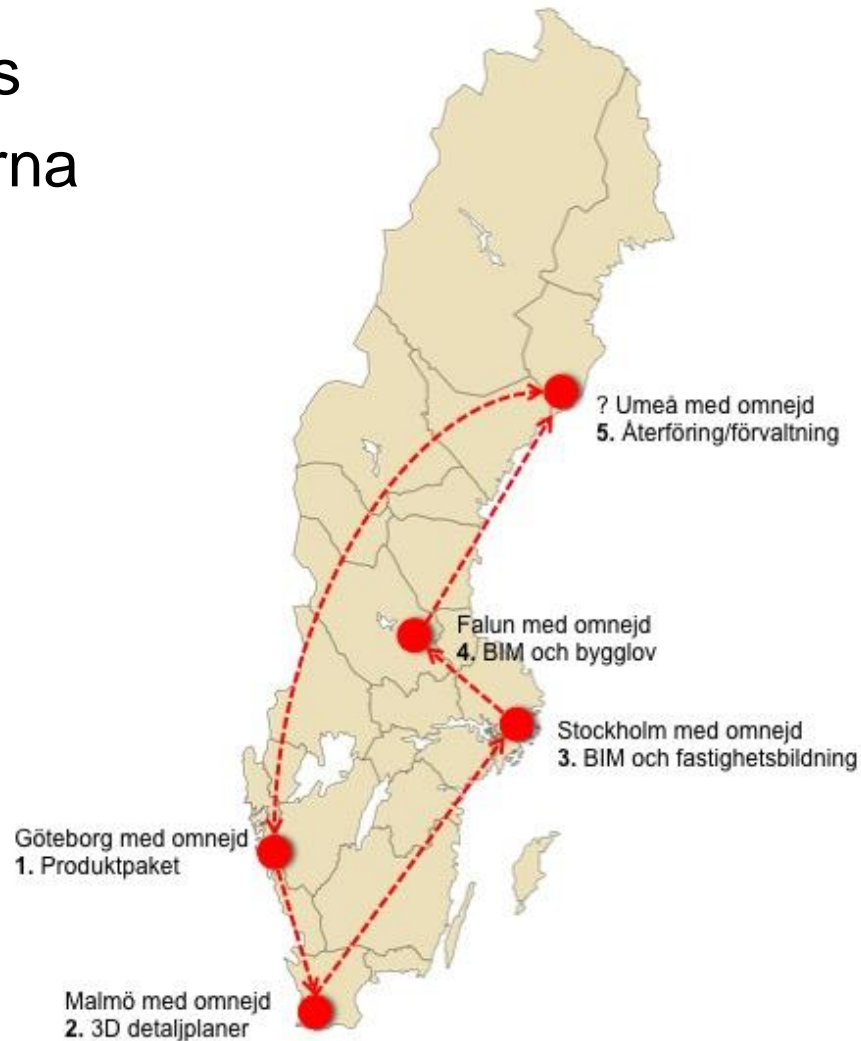 s
rna
? Umeå med omnejd
5. Återföring/förvaltning
Falun med omnejd
4. BIM och bygglov
Stockholm med omnejd
3. BIM och fastighetsbildning
Göteborg med omnejd
1. Produktpaket
Malmö med omnejd
2. 3D detaljplaner